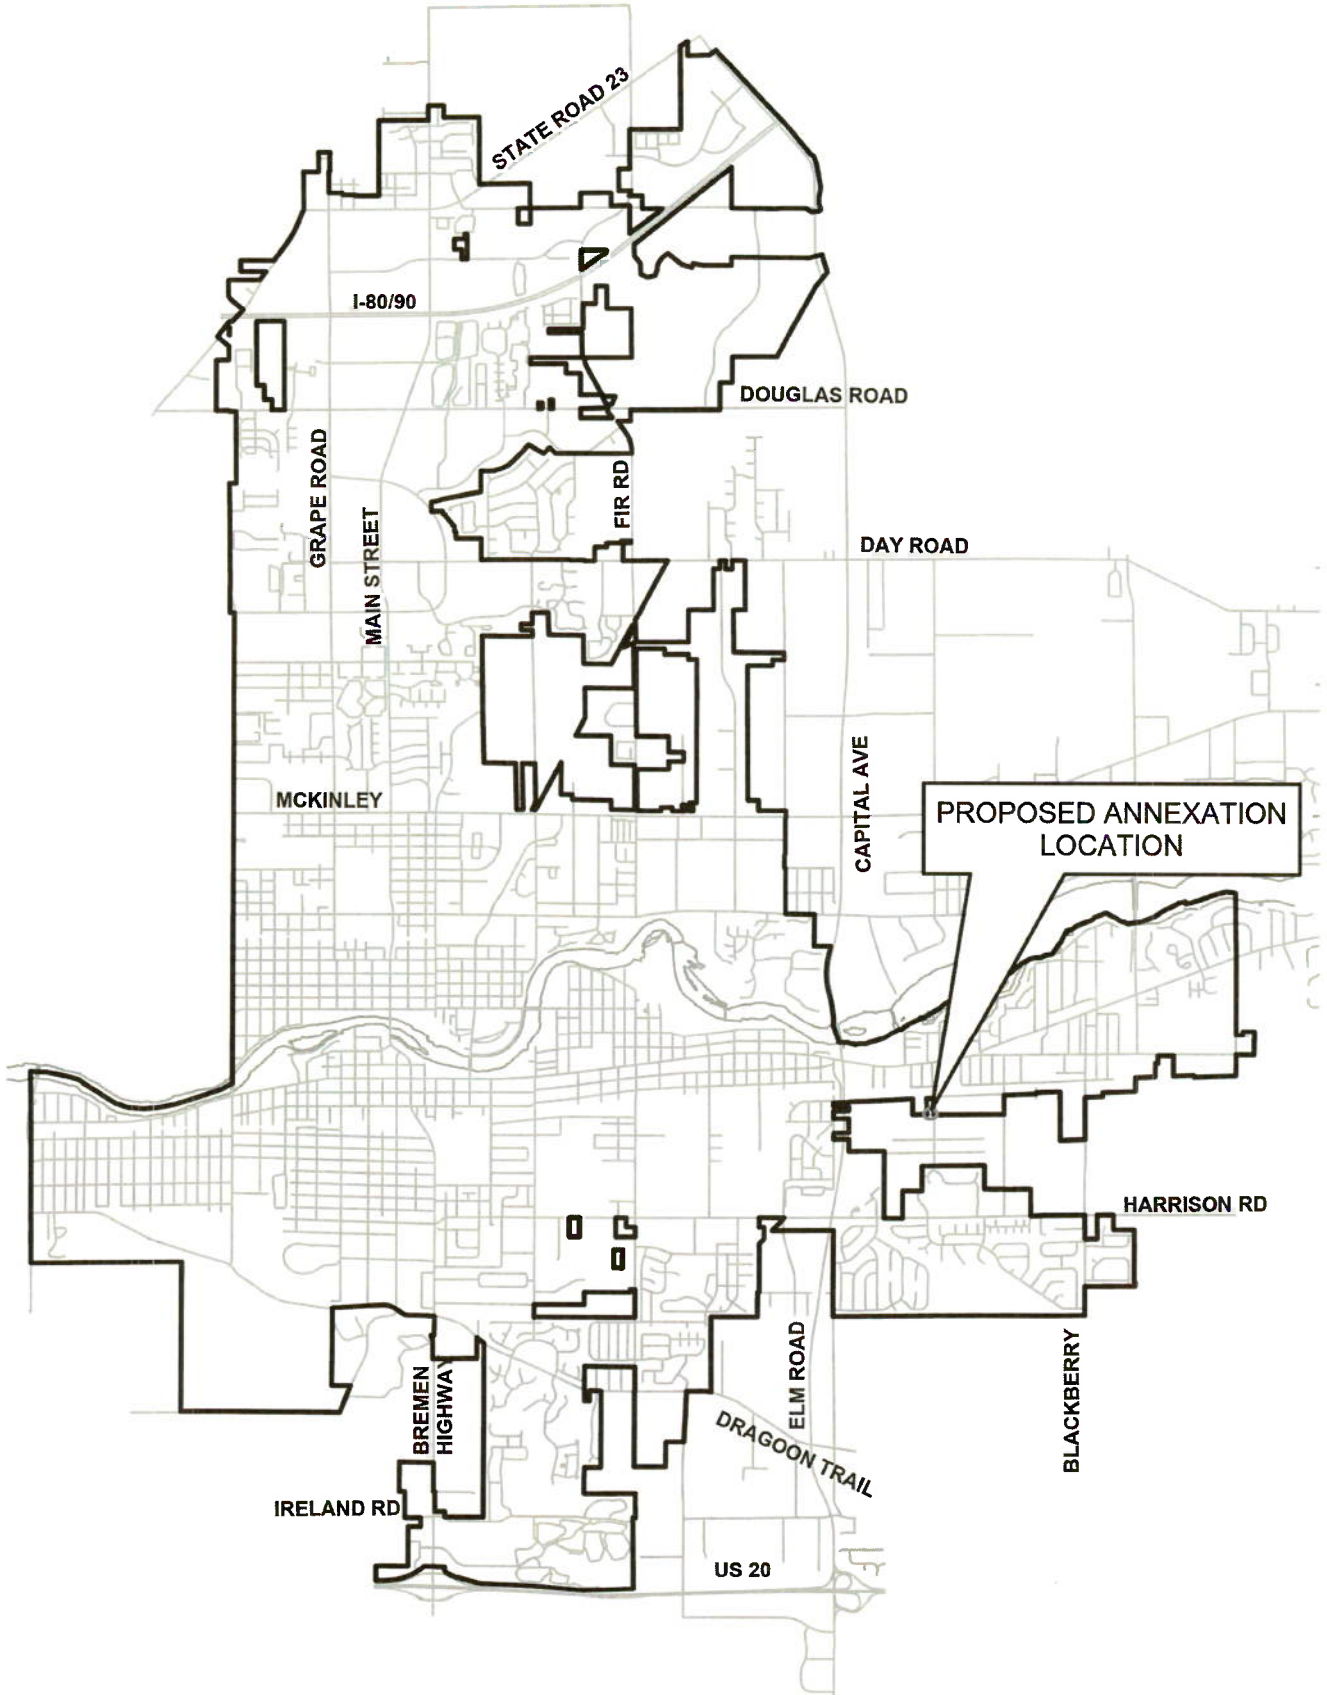 STATE ROAD 23
I-80/90
DOUGLAS ROAD
GRAPE ROAD
MAIN STREET
FIR RD
DAY ROAD
CAPITAL AVE
MCKINLEY
PROPOSED ANNEXATION
LOCATION
HARRISON RD
BREMEN
HIGHWAY
ELM ROAD
BLACKBERRY
DRAGOON TRAIL
IRELAND RD
US 20